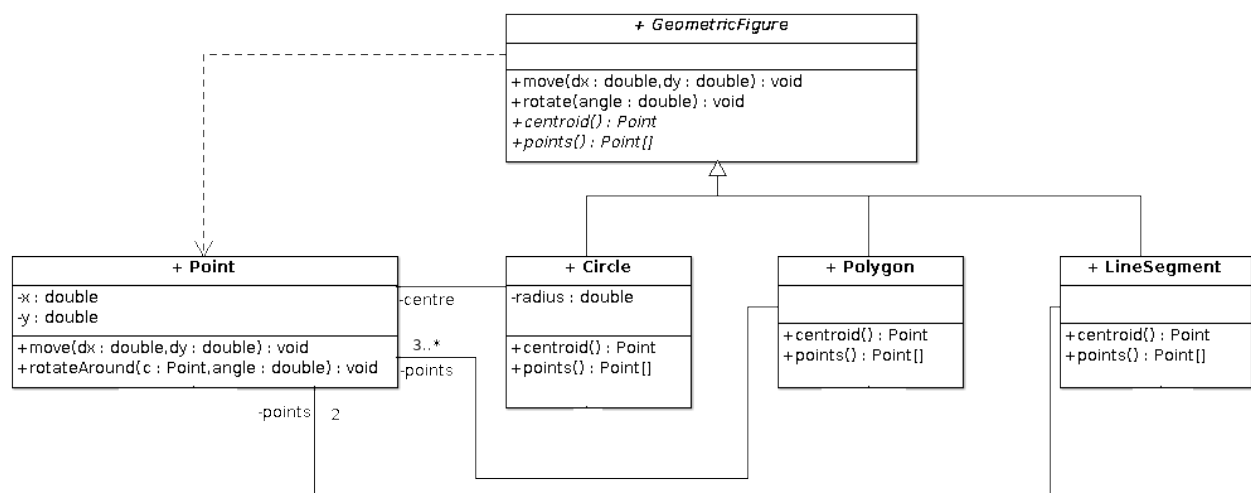 + GeometricFigure
+move(dx : double,dy : double) : void
+rotate(angle : double) : void
+centroid() : Point
+points() : Point[]
+ Point
-x : double
-y : double
+move(dx : double,dy : double) : void
+rotateAround(c : Point,angle : double) : void
-centre
3..*
-points
-points
2
+ Circle
-radius : double
+centroid() : Point
+points() : Point[]
+ Polygon
+centroid() : Point
+points() : Point[]
+ LineSegment
+centroid() : Point
+points() : Point[]